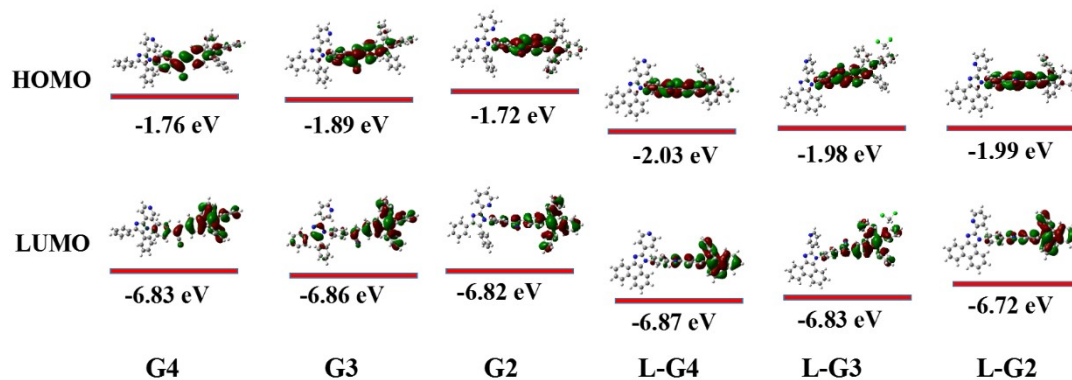 HOMO
-1.76 eV -1.89 eV -1.72 eV -2.03 eV -1.98 eV -1.99 eV
LUMO
-6.83 eV -6.86 eV -6.82 eV -6.87 eV -6.83 eV -6.72 eV
G4 G3 G2 L-G4 L-G3 L-G2